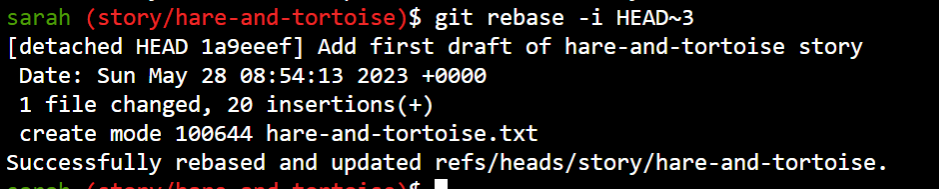 sarah (story/hare-and-tortoise)$ git rebase -i HEAD~3
[detached HEAD 1a9eeef] Add first draft of hare-and-tortoise story
 Date: Sun May 28 08:54:13 2023 +0000
 1 file changed, 20 insertions(+)
 create mode 100644 hare-and-tortoise.txt
Successfully rebased and updated refs/heads/story/hare-and-tortoise.
sarah (story/hare-and-tortoise)$